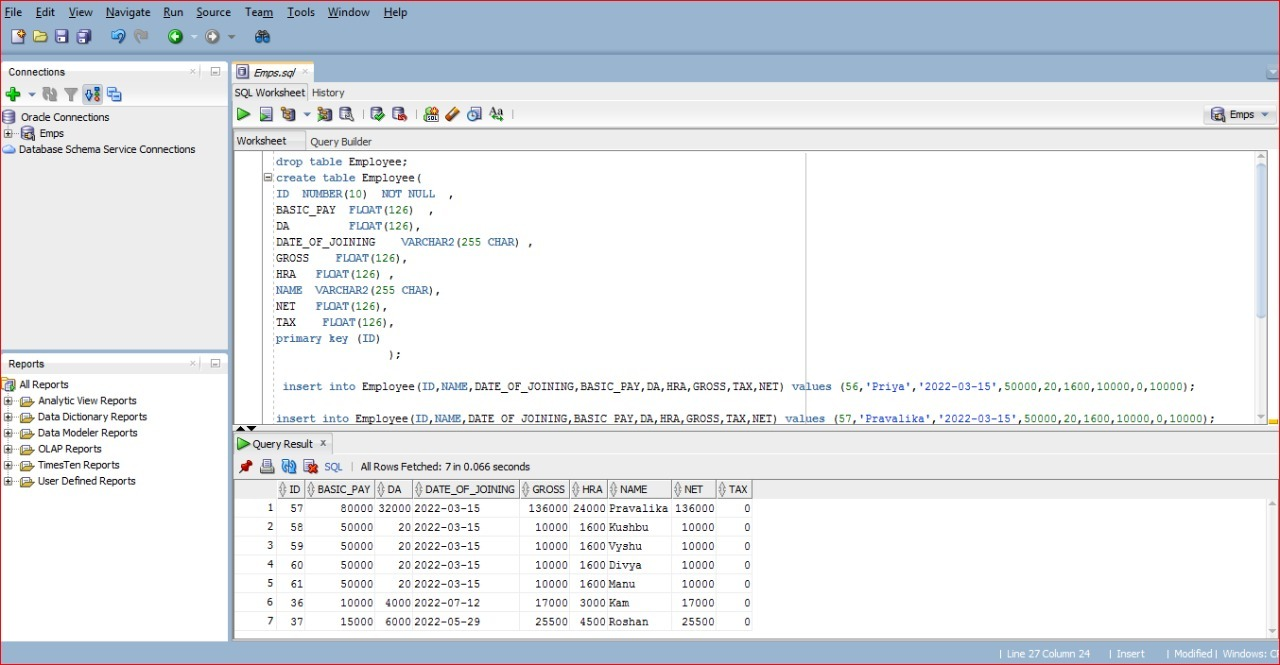 File Edit View Navigate Run Source Team Tools Window Help
Connections
Oracle Connections
Emps
Database Schema Service Connections
Reports
All Reports
Analytic View Reports
Data Dictionary Reports
Data Modeler Reports
OLAP Reports
TimesTen Reports
User Defined Reports
Emps.sql
SQL Worksheet History
Emps
Worksheet Query Builder
drop table Employee;
create table Employee(
ID NUMBER(10) NOT NULL ,
BASIC_PAY FLOAT(126) ,
DA FLOAT(126),
DATE_OF_JOINING VARCHAR2(255 CHAR) ,
GROSS FLOAT(126),
HRA FLOAT(126) ,
NAME VARCHAR2(255 CHAR),
NET FLOAT(126),
TAX FLOAT(126),
primary key (ID)
);
insert into Employee(ID,NAME,DATE_OF_JOINING,BASIC_PAY,DA,HRA,GROSS,TAX,NET) values (56,'Priya','2022-03-15',50000,20,1600,10000,0,10000);
insert into Employee(ID,NAME,DATE_OF_JOINING,BASIC_PAY,DA,HRA,GROSS,TAX,NET) values (57,'Pravalika','2022-03-15',50000,20,1600,10000,0,10000);
Query Result x
SQL | All Rows Fetched: 7 in 0.066 seconds
ID BASIC_PAY DA DATE_OF_JOINING GROSS HRA NAME NET TAX
1 57 80000 32000 2022-03-15 136000 24000 Pravalika 136000 0
2 58 50000 20 2022-03-15 10000 1600 Kushbu 10000 0
3 59 50000 20 2022-03-15 10000 1600 Vyshu 10000 0
4 60 50000 20 2022-03-15 10000 1600 Divya 10000 0
5 61 50000 20 2022-03-15 10000 1600 Manu 10000 0
6 36 10000 4000 2022-07-12 17000 3000 Kam 17000 0
7 37 15000 6000 2022-05-29 25500 4500 Roshan 25500 0
| Line 27 Column 24 | Insert | Modified | Windows: